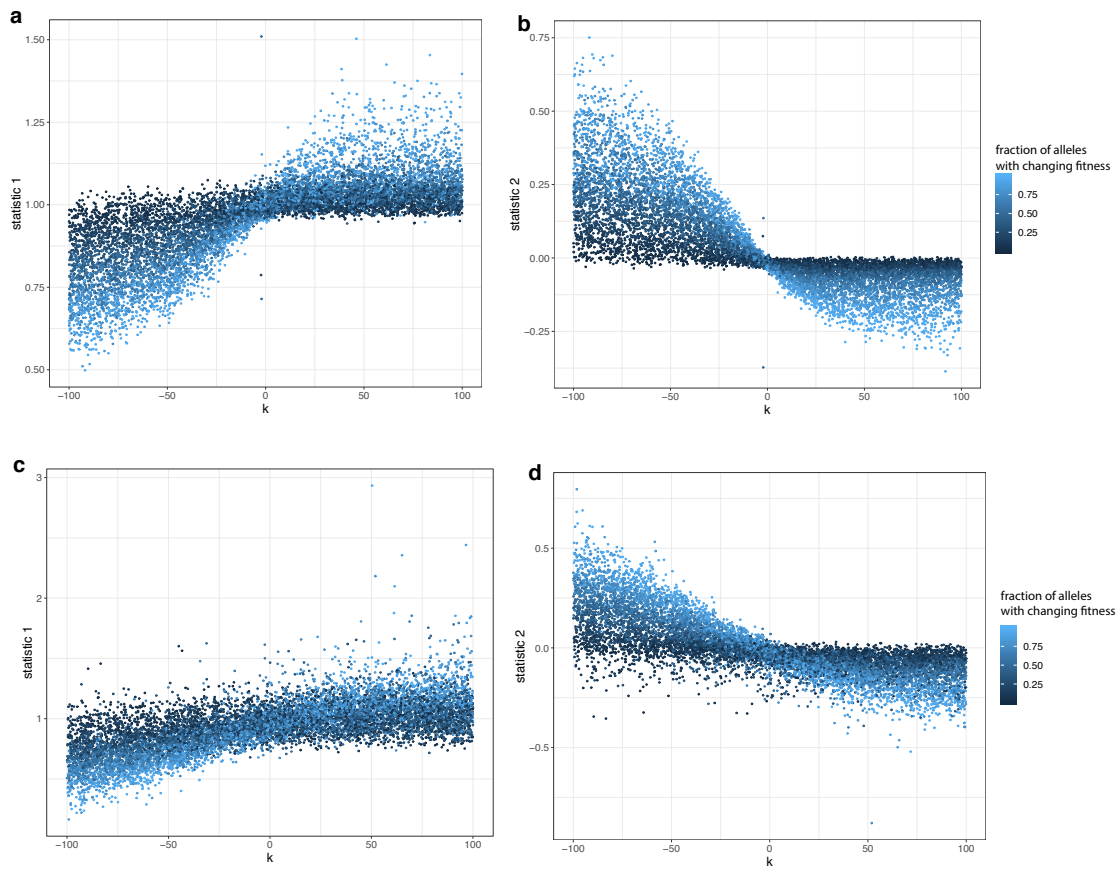 a
1.50
1.25
1.00
0.75
0.50
statistic 1
−100
−50
0
50
100
k
b
0.75
0.50
0.25
0.00
−0.25
statistic 2
−100
−50
0
50
100
k
fraction of alleles
with changing fitness
0.75
0.50
0.25
c
3
2
1
statistic 1
−100
−50
0
50
100
k
d
0.5
0.0
−0.5
statistic 2
−100
−50
0
50
100
k
fraction of alleles
with changing fitness
0.75
0.50
0.25